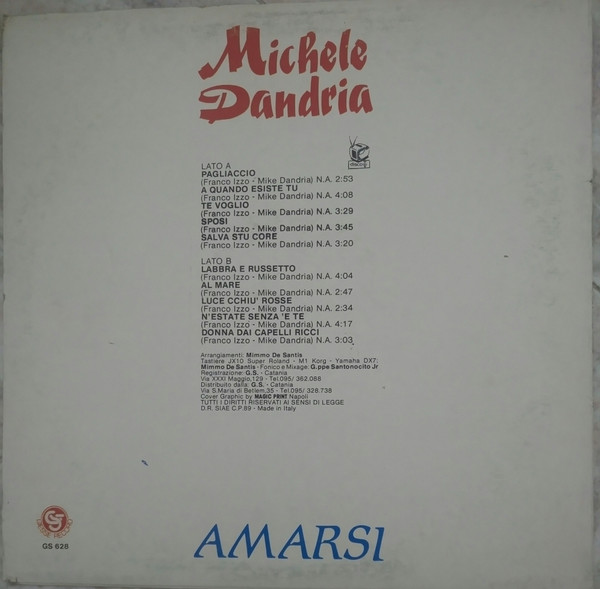 Michele
Dandria
LATO A
PAGLIACCIO
(Franco Izzo - Mike Dandria) N.A. 2:53
A QUANDO ESISTE TU
(Franco Izzo - Mike Dandria) N.A. 4:08
TE VOGLIO
(Franco Izzo - Mike Dandria) N.A. 3:29
SPOSI
(Franco Izzo - Mike Dandria) N.A. 3:45
SALVA STU CORE
(Franco Izzo - Mike Dandria) N.A. 3:20
LATO B
LABBRA E RUSSETTO
(Franco Izzo - Mike Dandria) N.A. 4:04
AL MARE
(Franco Izzo - Mike Dandria) N.A. 2:47
LUCE CCHIU' ROSSE
(Franco Izzo - Mike Dandria) N.A. 2:34
N'ESTATE SENZA 'E TE
(Franco Izzo - Mike Dandria) N.A. 4:17
DONNA DAI CAPELLI RICCI
(Franco Izzo - Mike Dandria) N.A. 3:03
Arrangiamenti: Mimmo De Santis
Tastiere JX10 Super Roland - M1 Korg - Yamaha DX7:
Mimmo De Santis - Fonico e Mixage: G.ppe Santonocito Jr
Registrazione: G.S. - Catania
Via XXXI Maggio, 129 - Tel.095/ 362.088
Distribuito dalla: G.S. - Catania
Via S.Maria di Betlem,35 - Tel.095/ 328.738
Cover Graphic by MAGIC PRINT Napoli
TUTTI I DIRITTI RISERVATI AI SENSI DI LEGGE
D.R. SIAE C.P.89 - Made in Italy
GS
GS 628
AMARSI